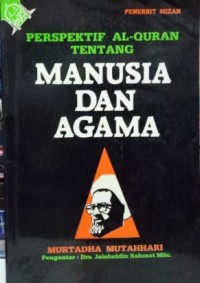 PENERBIT MIZAN
PERSPEKTIF AL-QURAN
TENTANG
MANUSIA
DAN
AGAMA
MURTADHA MUTAHHARI
Pengantar : Drs. Jalaluddin Rahmat MSc.